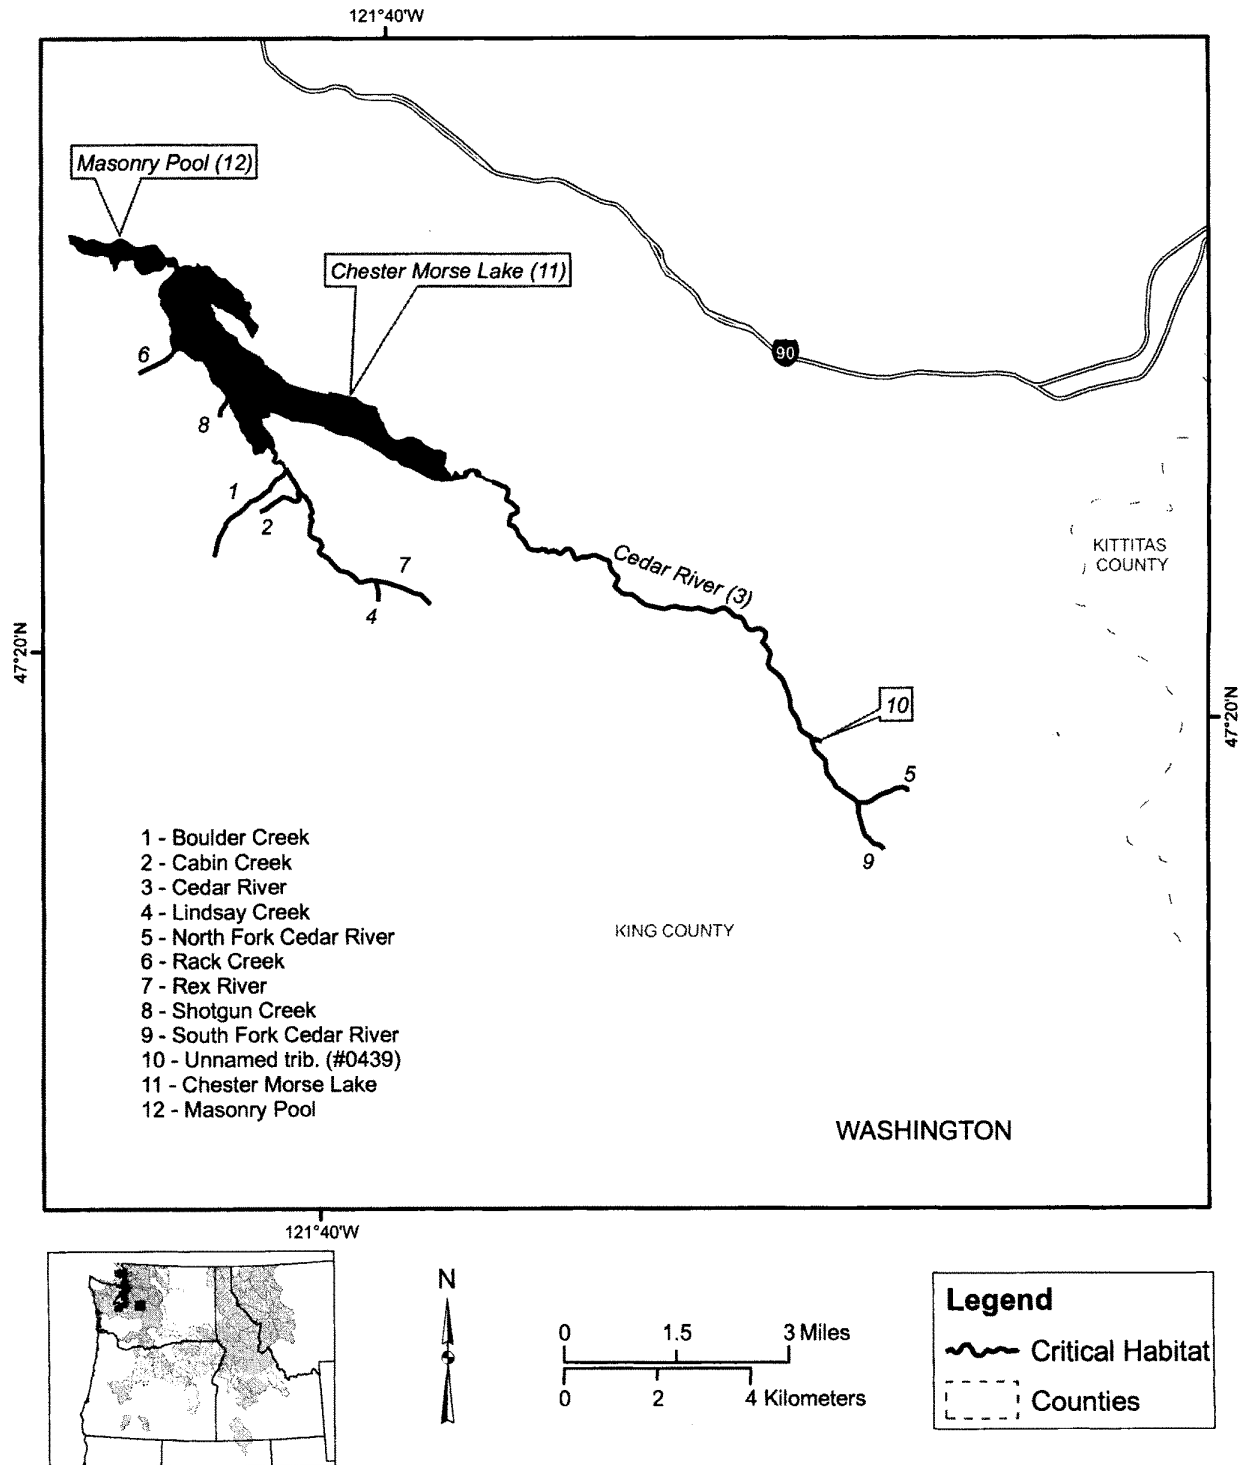 121°40'W
Masonry Pool (12)
Chester Morse Lake (11)
6
90
8
1
2
KITTITAS
COUNTY
Cedar River (3)
7
4
47°20'N
47°20'N
10
5
9
1 - Boulder Creek
2 - Cabin Creek
3 - Cedar River
4 - Lindsay Creek
5 - North Fork Cedar River
6 - Rack Creek
7 - Rex River
8 - Shotgun Creek
9 - South Fork Cedar River
10 - Unnamed trib. (#0439)
11 - Chester Morse Lake
12 - Masonry Pool
KING COUNTY
WASHINGTON
121°40'W
N
0 1.5 3 Miles
0 2 4 Kilometers
Legend
Critical Habitat
Counties